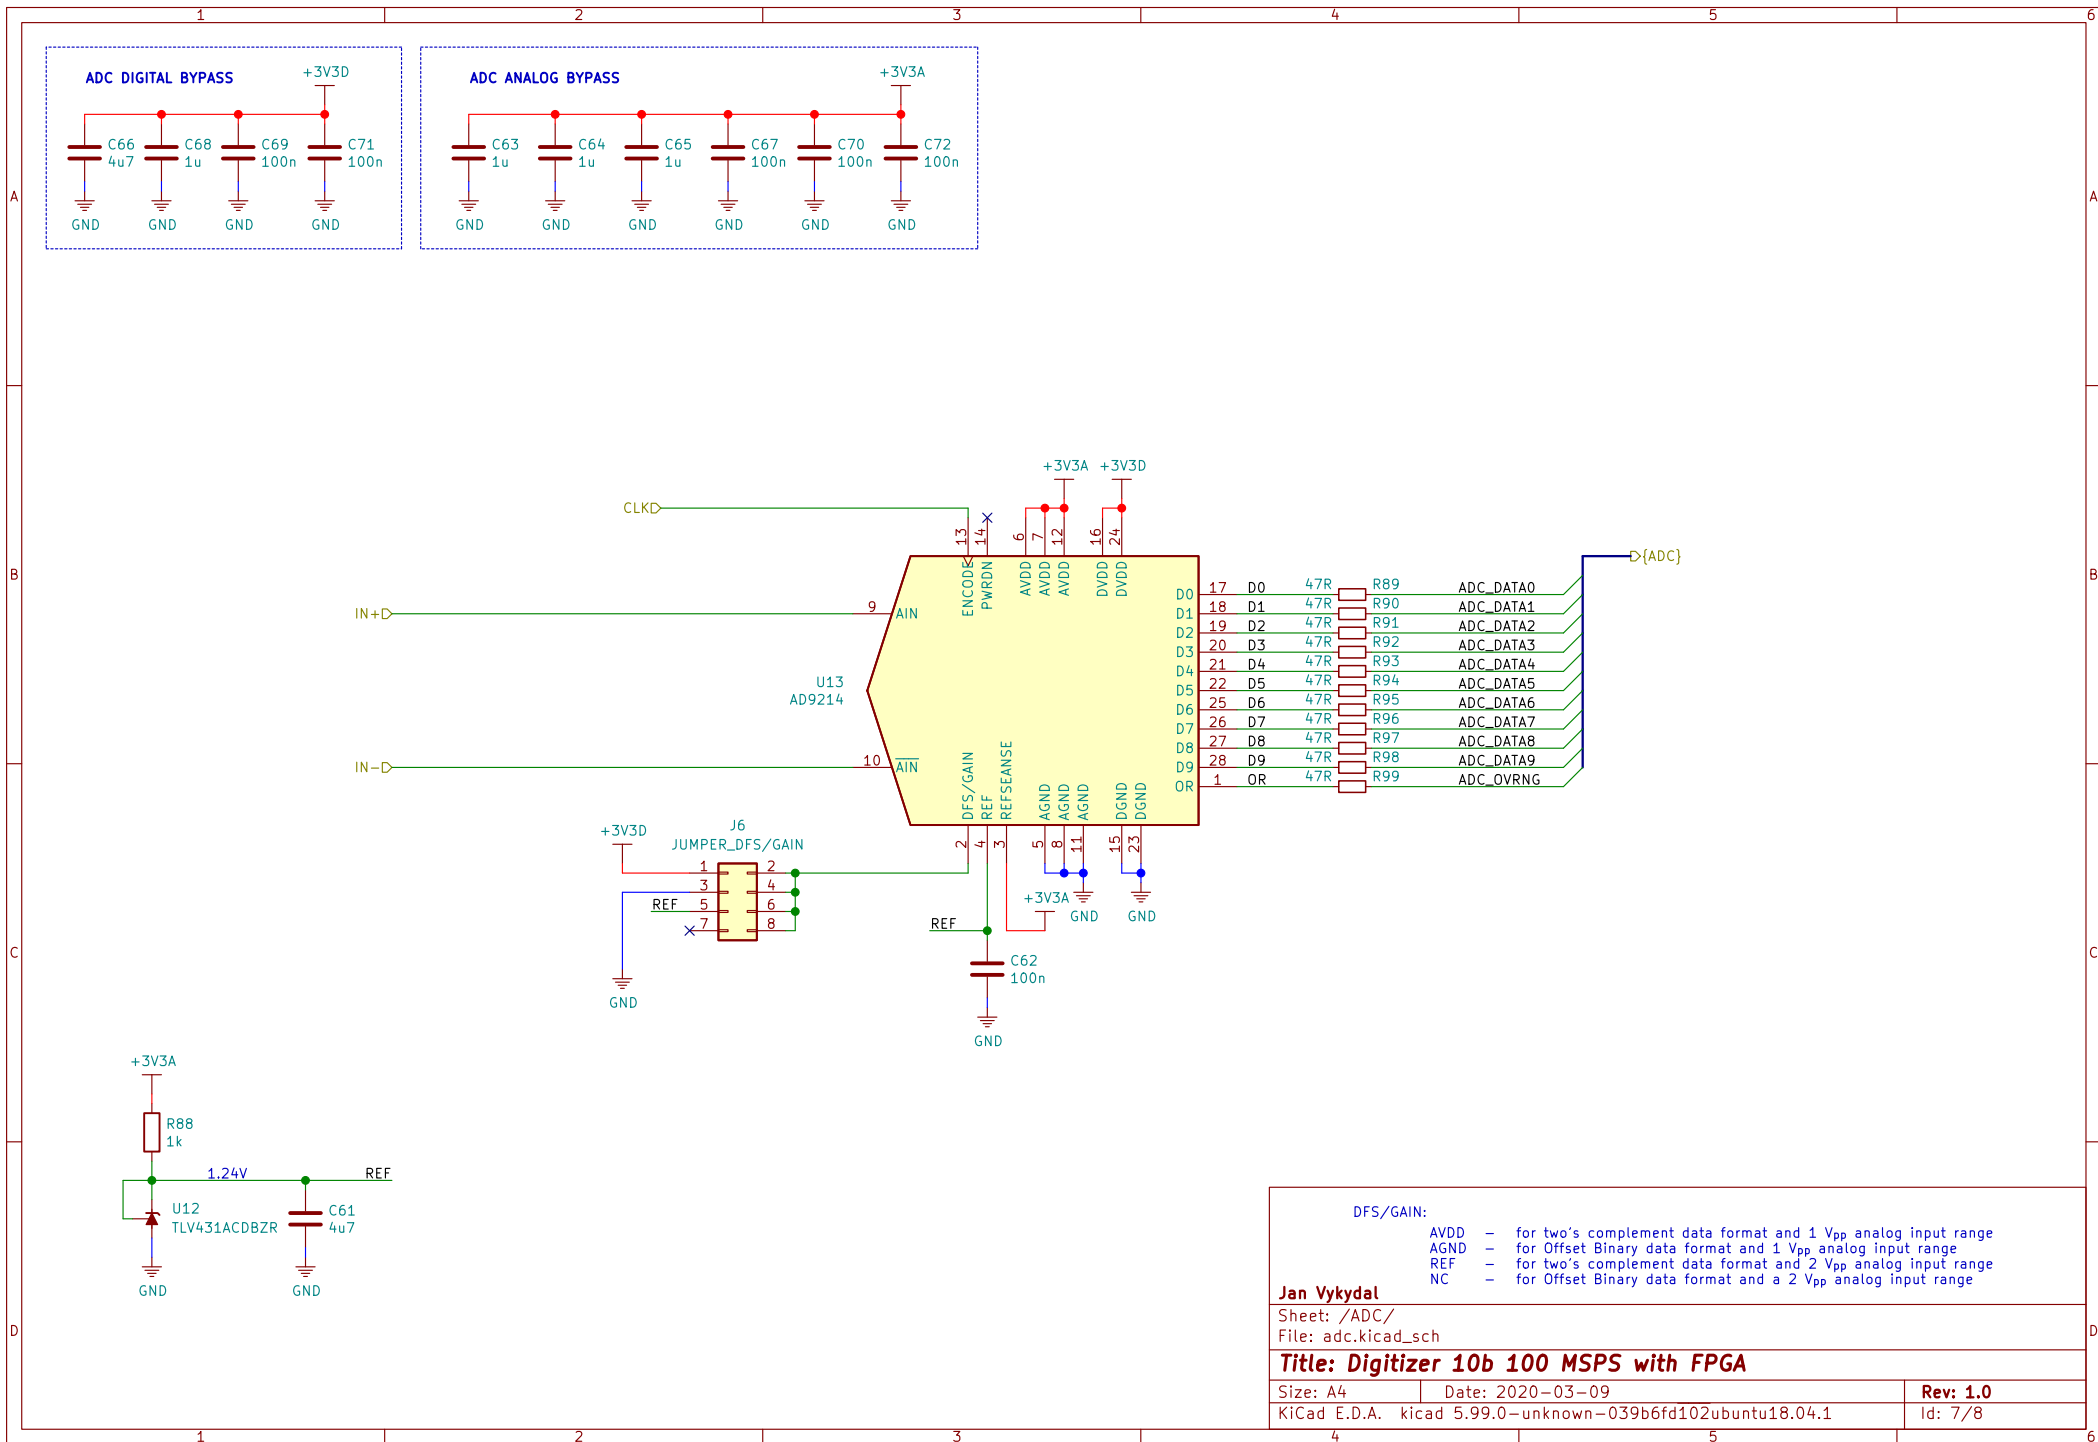 1 2 3 4 5 6
ADC DIGITAL BYPASS
+3V3D
C66 4u7
C68 1u
C69 100n
C71 100n
GND GND GND GND
ADC ANALOG BYPASS
+3V3A
C63 1u
C64 1u
C65 1u
C67 100n
C70 100n
C72 100n
GND GND GND GND GND GND
A A
+3V3A +3V3D
CLK
13 14 6 7 12 16 24
ENCODE PWRDN AVDD AVDD AVDD DVDD DVDD
{ADC}
B B
IN+ 9 AIN
U13
AD9214
IN- 10 AIN
D0 17 D0 47R R89 ADC_DATA0
D1 18 D1 47R R90 ADC_DATA1
D2 19 D2 47R R91 ADC_DATA2
D3 20 D3 47R R92 ADC_DATA3
D4 21 D4 47R R93 ADC_DATA4
D5 22 D5 47R R94 ADC_DATA5
D6 25 D6 47R R95 ADC_DATA6
D7 26 D7 47R R96 ADC_DATA7
D8 27 D8 47R R97 ADC_DATA8
D9 28 D9 47R R98 ADC_DATA9
OR 1 OR 47R R99 ADC_OVRNG
DFS/GAIN REF REFSEANSE AGND AGND AGND DGND DGND
2 4 3 5 8 11 15 23
+3V3D
J6
JUMPER_DFS/GAIN
1 2
3 4
REF 5 6
7 8
GND
+3V3A
GND GND
REF
C62
100n
GND
C C
+3V3A
R88
1k
1.24V REF
U12
TLV431ACDBZR
C61
4u7
GND GND
DFS/GAIN:
AVDD – for two's complement data format and 1 Vpp analog input range
AGND – for Offset Binary data format and 1 Vpp analog input range
REF – for two's complement data format and 2 Vpp analog input range
NC – for Offset Binary data format and a 2 Vpp analog input range
Jan Vykydal
Sheet: /ADC/
File: adc.kicad_sch
D D
Title: Digitizer 10b 100 MSPS with FPGA
Size: A4 Date: 2020-03-09 Rev: 1.0
KiCad E.D.A. kicad 5.99.0-unknown-039b6fd102ubuntu18.04.1 Id: 7/8
1 2 3 4 5 6